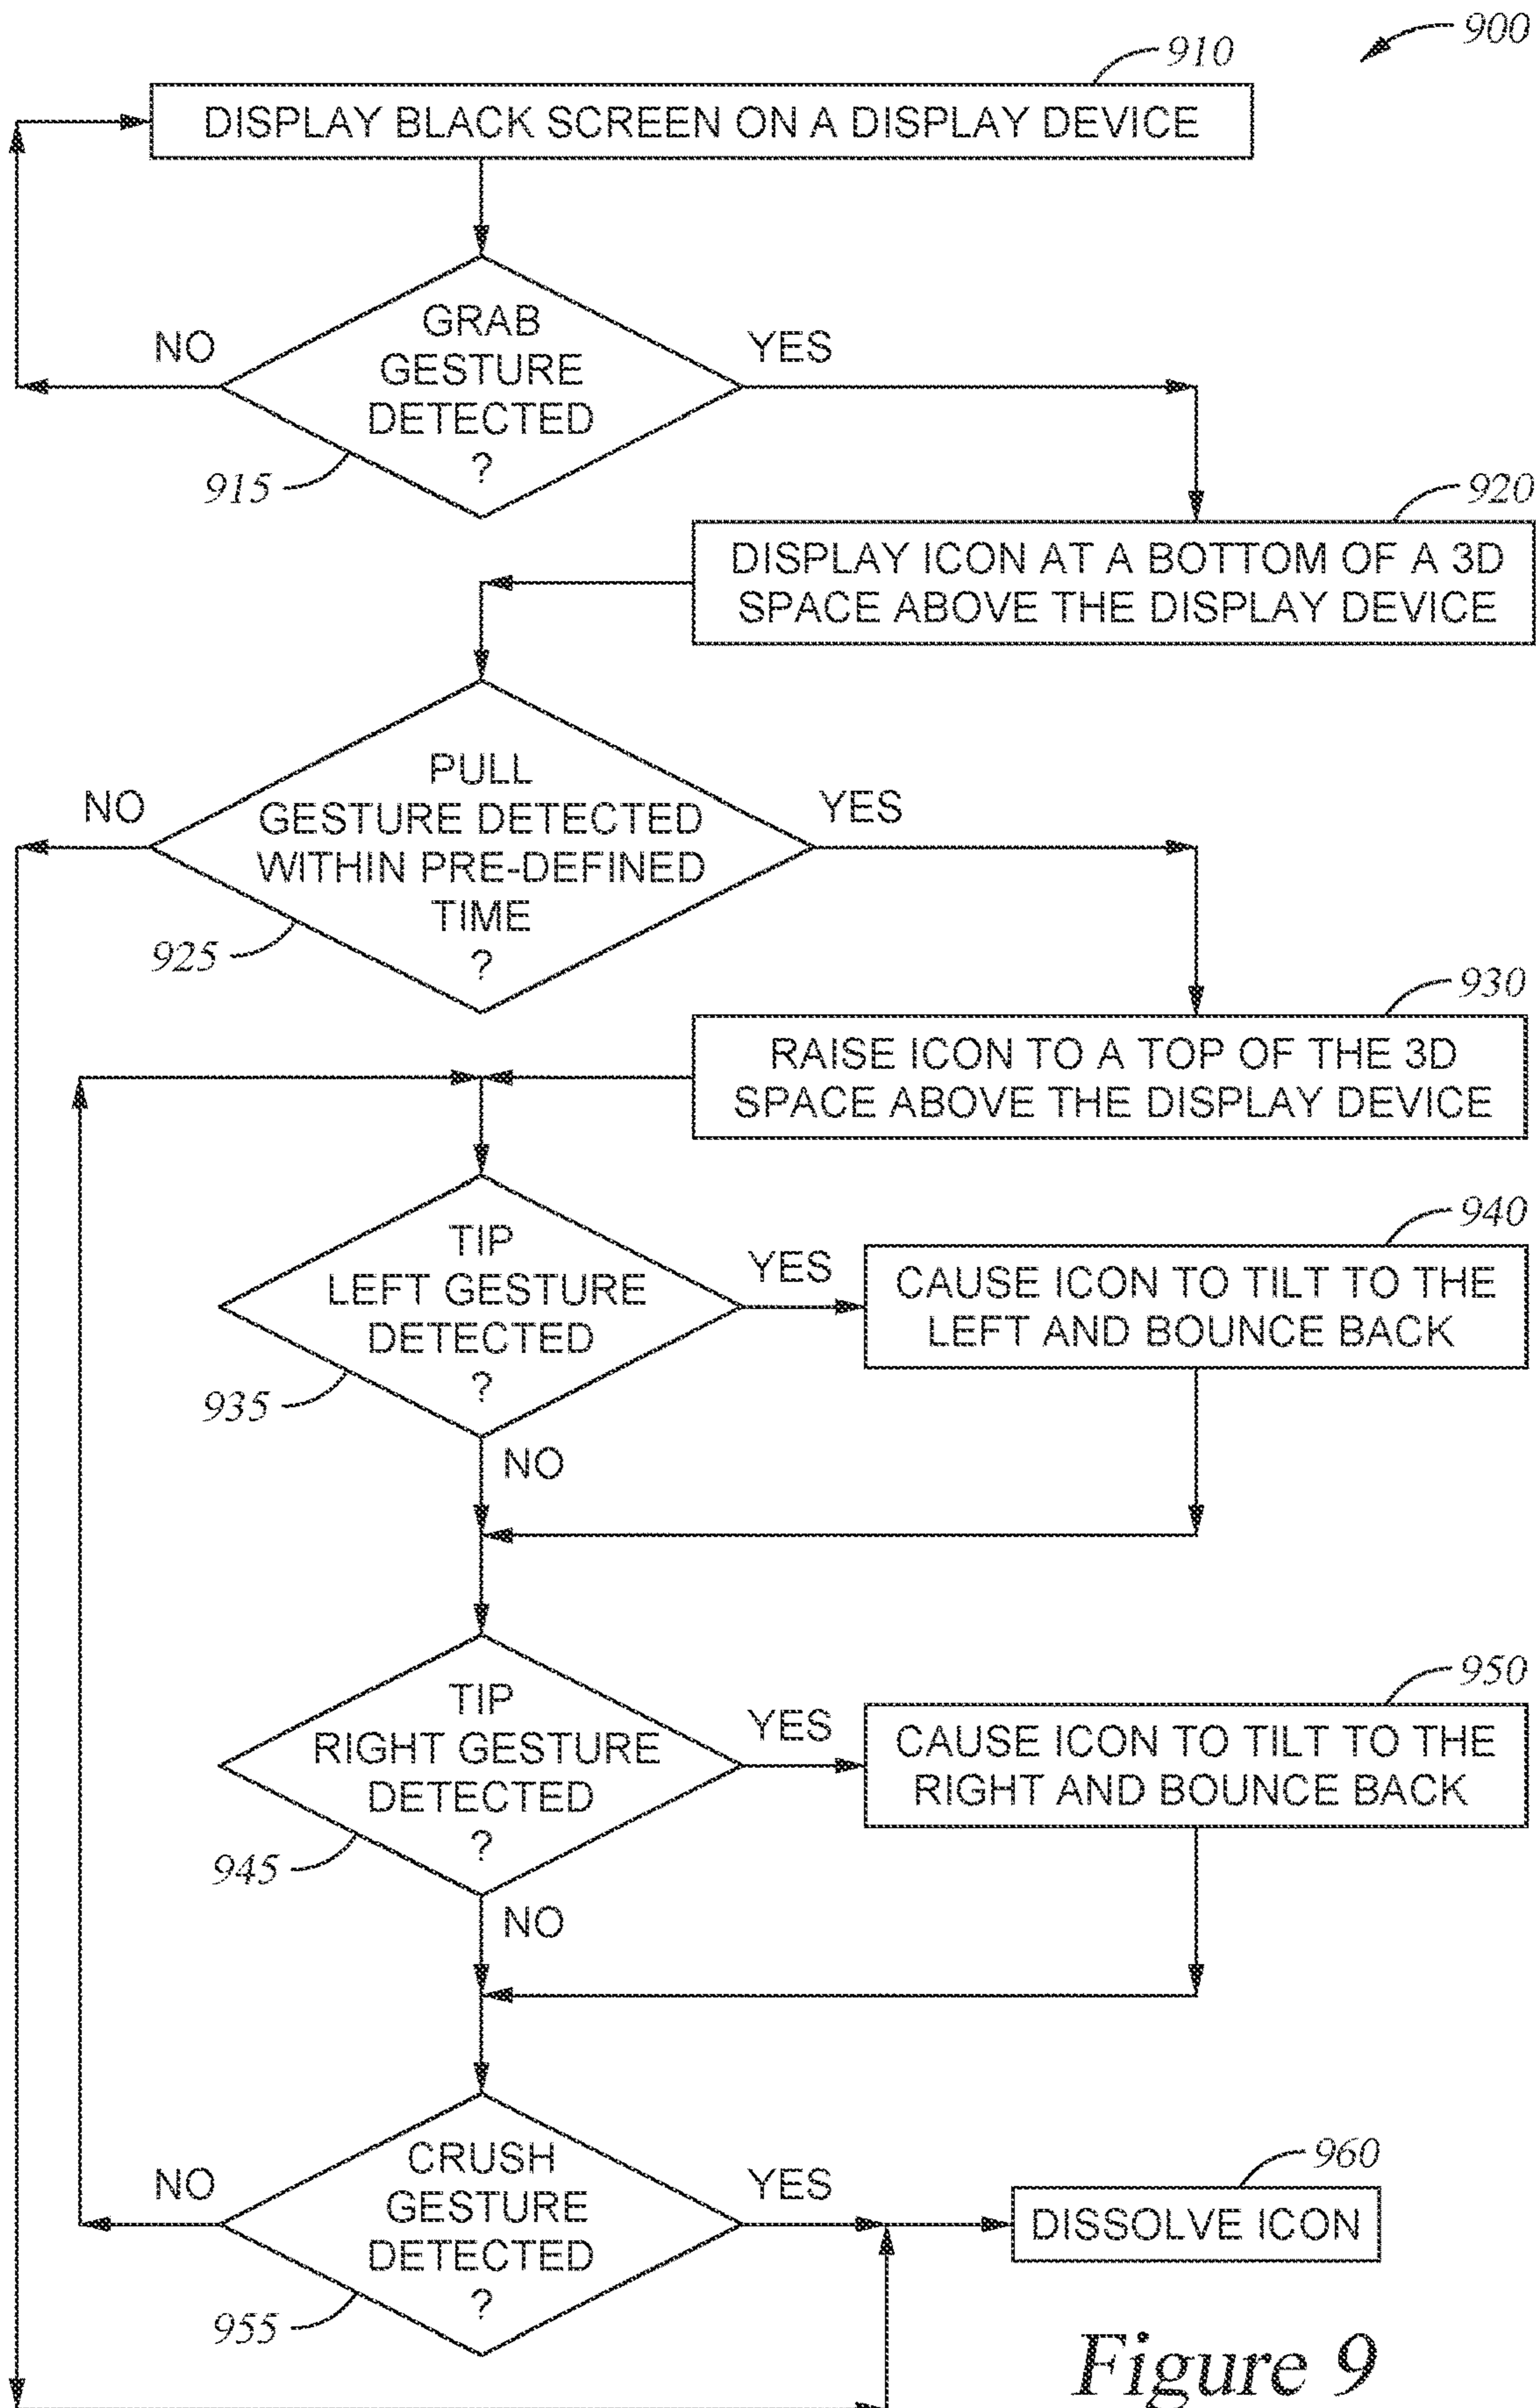 900
910
DISPLAY BLACK SCREEN ON A DISPLAY DEVICE
GRAB
GESTURE
DETECTED
?
NO
YES
915
920
DISPLAY ICON AT A BOTTOM OF A 3D
SPACE ABOVE THE DISPLAY DEVICE
PULL
GESTURE DETECTED
WITHIN PRE-DEFINED
TIME
?
NO
YES
925
930
RAISE ICON TO A TOP OF THE 3D
SPACE ABOVE THE DISPLAY DEVICE
TIP
LEFT GESTURE
DETECTED
?
YES
935
NO
940
CAUSE ICON TO TILT TO THE
LEFT AND BOUNCE BACK
TIP
RIGHT GESTURE
DETECTED
?
YES
945
NO
950
CAUSE ICON TO TILT TO THE
RIGHT AND BOUNCE BACK
CRUSH
GESTURE
DETECTED
?
NO
YES
955
960
DISSOLVE ICON
Figure 9